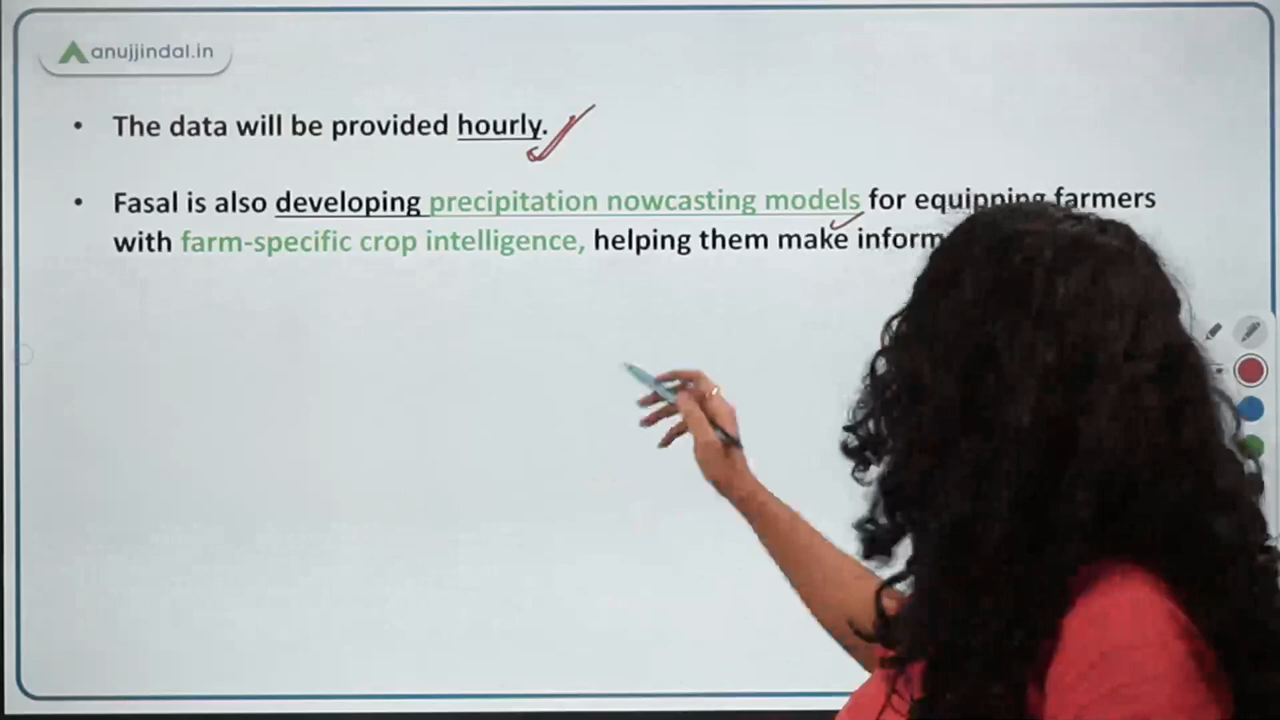 anujjindal.in
• The data will be provided hourly.
• Fasal is also developing precipitation nowcasting models for equipping farmers
with farm-specific crop intelligence, helping them make